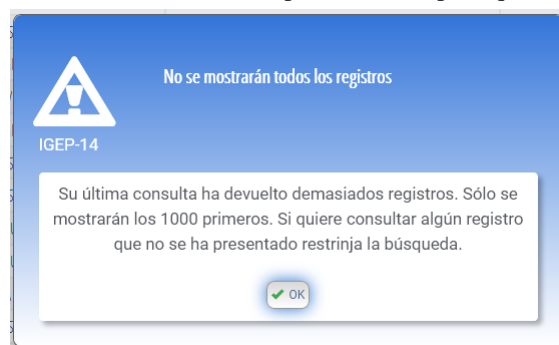 No se mostrarán todos los registros
IGEP-14
Su última consulta ha devuelto demasiados registros. Sólo se
mostrarán los 1000 primeros. Si quiere consultar algún registro
que no se ha presentado restrinja la búsqueda.
OK